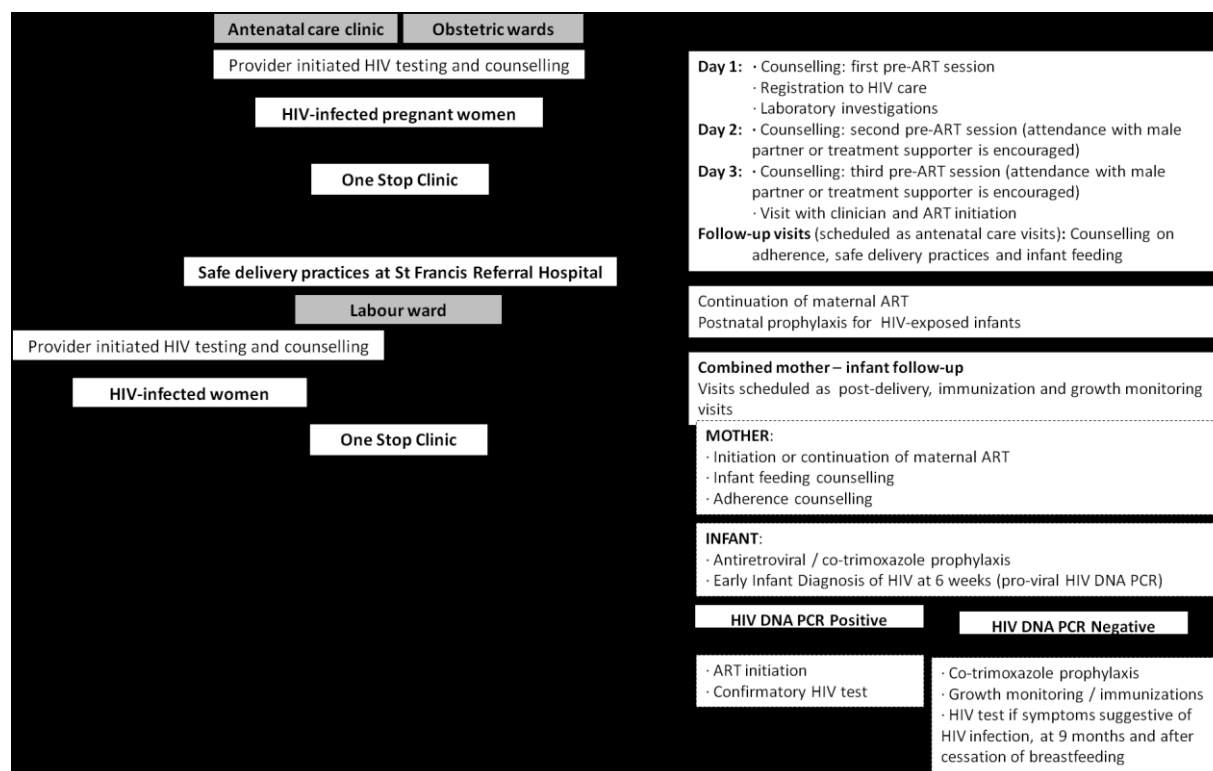 Antenatal care clinic
Obstetric wards
Provider initiated HIV testing and counselling
HIV-infected pregnant women
One Stop Clinic
Safe delivery practices at St Francis Referral Hospital
Labour ward
Provider initiated HIV testing and counselling
HIV-infected women
One Stop Clinic
Day 1: · Counselling: first pre-ART session
· Registration to HIV care
· Laboratory investigations
Day 2: · Counselling: second pre-ART session (attendance with male
partner or treatment supporter is encouraged)
Day 3: · Counselling: third pre-ART session (attendance with male
partner or treatment supporter is encouraged)
· Visit with clinician and ART initiation
Follow-up visits (scheduled as antenatal care visits): Counselling on
adherence, safe delivery practices and infant feeding
Continuation of maternal ART
Postnatal prophylaxis for HIV-exposed infants
Combined mother – infant follow-up
Visits scheduled as post-delivery, immunization and growth monitoring
visits
MOTHER:
· Initiation or continuation of maternal ART
· Infant feeding counselling
· Adherence counselling
INFANT:
· Antiretroviral / co-trimoxazole prophylaxis
· Early Infant Diagnosis of HIV at 6 weeks (pro-viral HIV DNA PCR)
HIV DNA PCR Positive
HIV DNA PCR Negative
· ART initiation
· Confirmatory HIV test
· Co-trimoxazole prophylaxis
· Growth monitoring / immunizations
· HIV test if symptoms suggestive of
HIV infection, at 9 months and after
cessation of breastfeeding